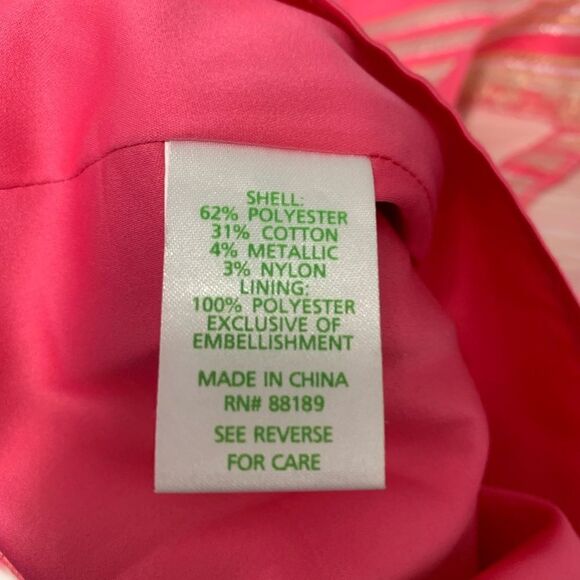 SHELL:
62% POLYESTER
31% COTTON
4% METALLIC
3% NYLON
LINING:
100% POLYESTER
EXCLUSIVE OF
EMBELLISHMENT
MADE IN CHINA
RN# 88189
SEE REVERSE
FOR CARE